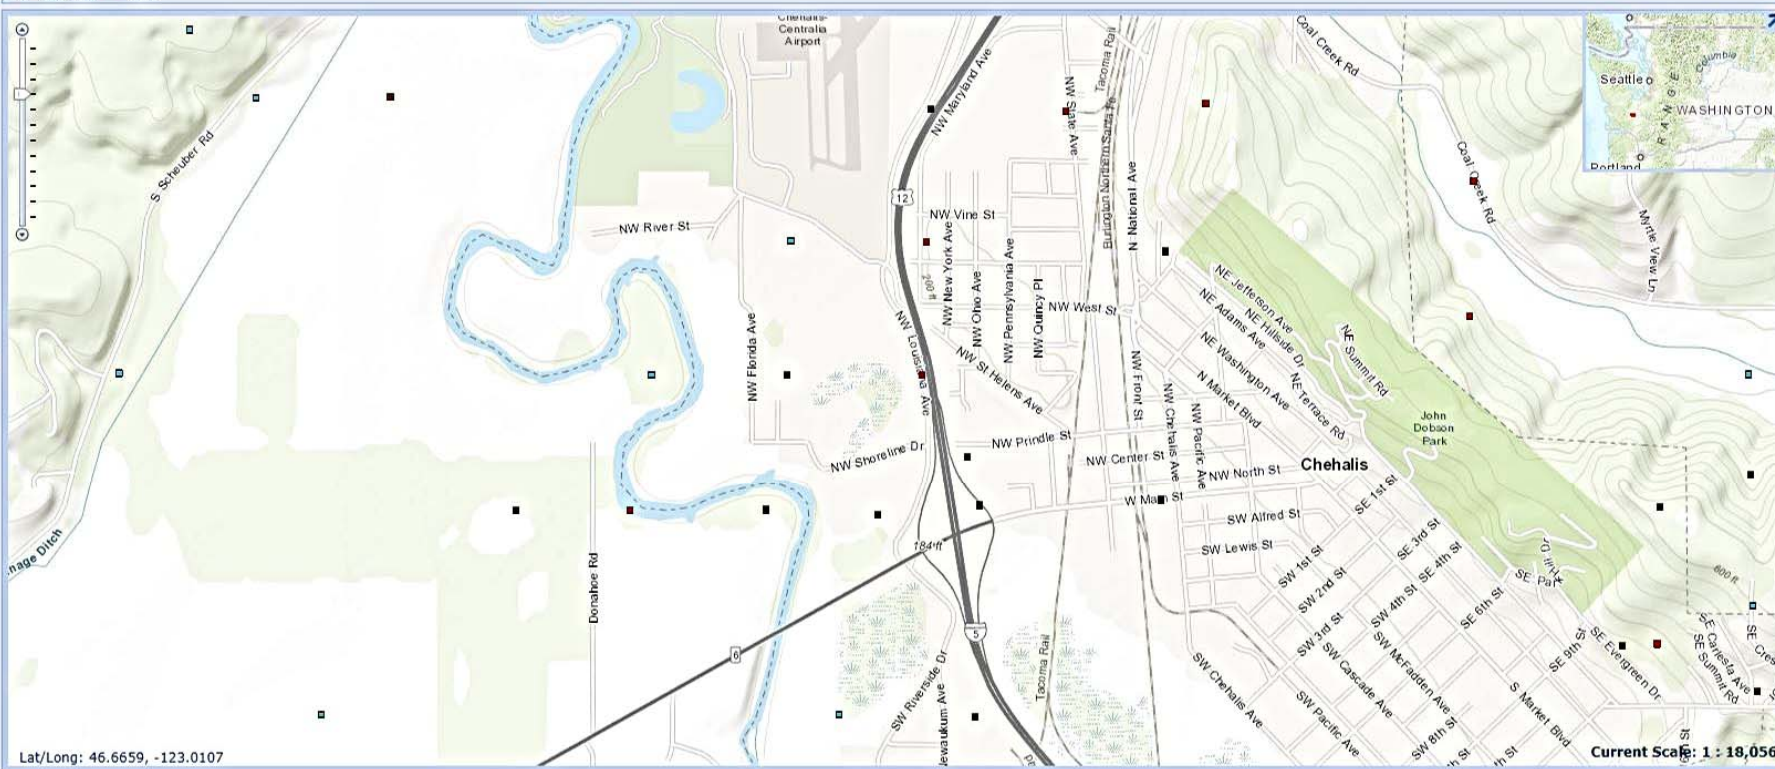 Chehalis-
Centralia
Airport
NW Maryland Ave
Tacoma Rail
NW State Ave
Burlington Northern Santa Fe
N National Ave
Coal Creek Rd
Coal Creek Rd
Myrtle View Ln
Seattle
Columbia
WASHINGTON
RANGE
Portland
S Scheuber Rd
12
NW Vine St
NW River St
NW New York Ave
200 ft
NW Ohio Ave
NW Pennsylvania Ave
NW Quincy Pl
NW West St
NW Florida Ave
NW Louisiana Ave
NW St Helens Ave
NW Front St
NE Jefferson Ave
NE Adams Ave
NE Hillside Dr
NE Washington Ave
NE Summit Rd
N Market Blvd
NE Terrace Rd
NW Chehalis Ave
NW Pacific Ave
John
Dobson
Park
NW Prindle St
NW Shoreline Dr
NW Center St
NW North St
Chehalis
W Main St
SE 1st St
SW Alfred St
184 ft
SW Lewis St
SE 3rd St
SW 1st St
SE 4th St
SW 2nd St
nage Ditch
Donahoe Rd
SE 6th St
SW 4th St
SW 3rd St
600 ft
5
6
Tacoma Rail
SW Riverside Dr
SW Chehalis Ave
SW Cascade Ave
SW McFadden Ave
SE 9th St
SE Evergreen Dr
SE Summit Rd
SW Pacific Ave
SW 8th St
S Market Blvd
Lat/Long: 46.6659, -123.0107
Current Scale: 1 : 18,056